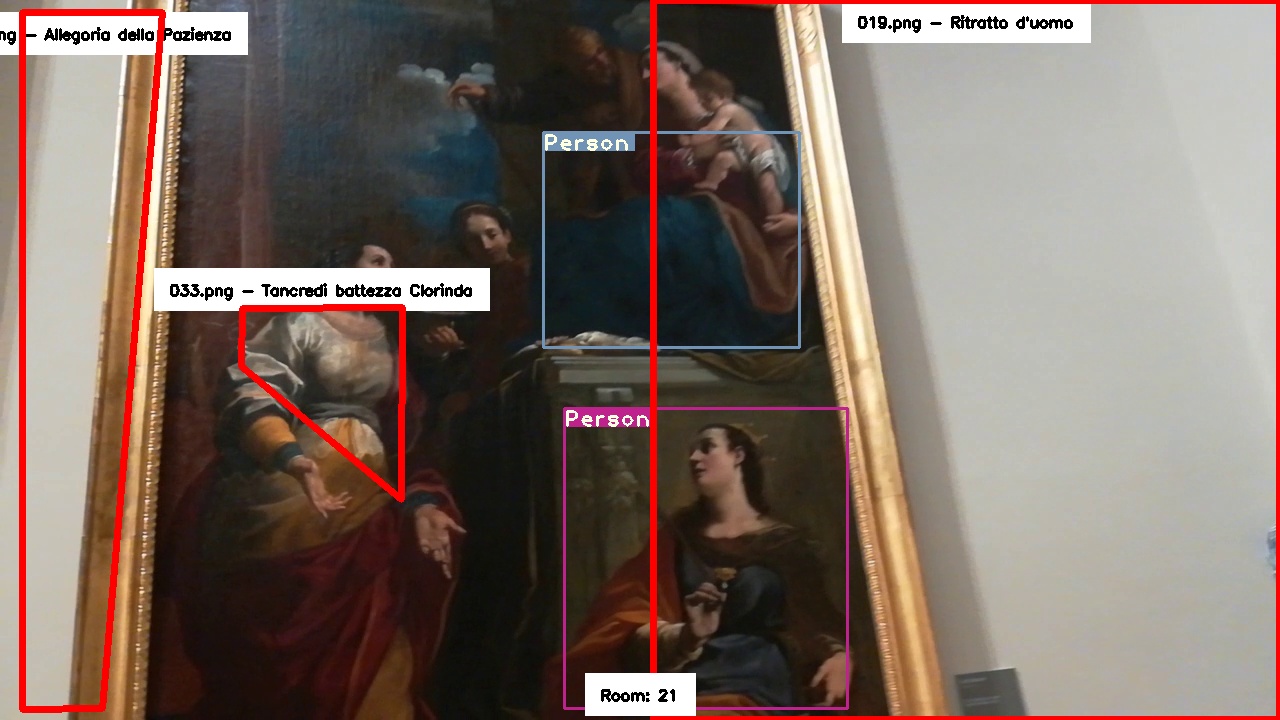 ng - Allegoria della Pazienza
019.png - Ritratto d'uomo
Person
033.png - Tancredi battezza Clorinda
Person
Room: 21